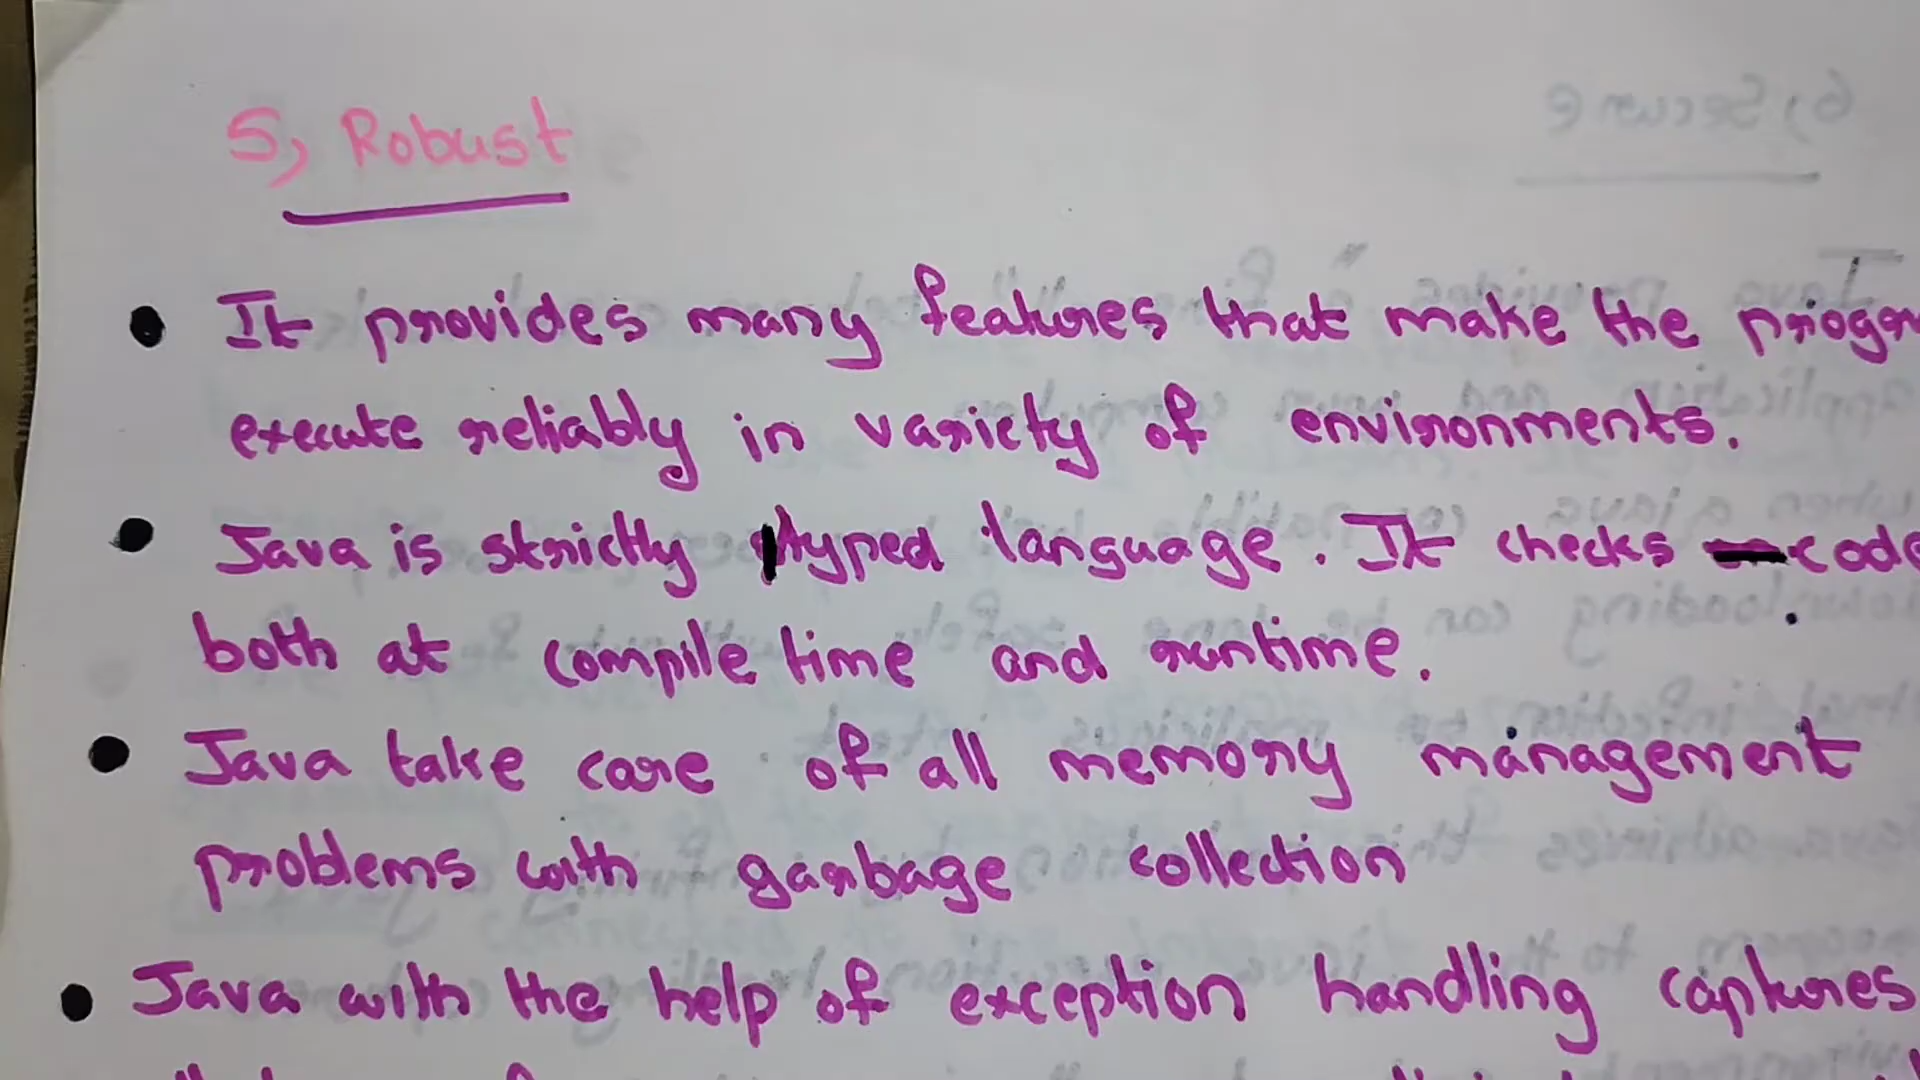 5, Robust
It provides many features that make the progr
execute reliably in variety of environments.
Java is strictly typed language. It checks code
both at compile time and runtime.
Java take care of all memory management
problems with garbage collection
Java with the help of exception handling captures